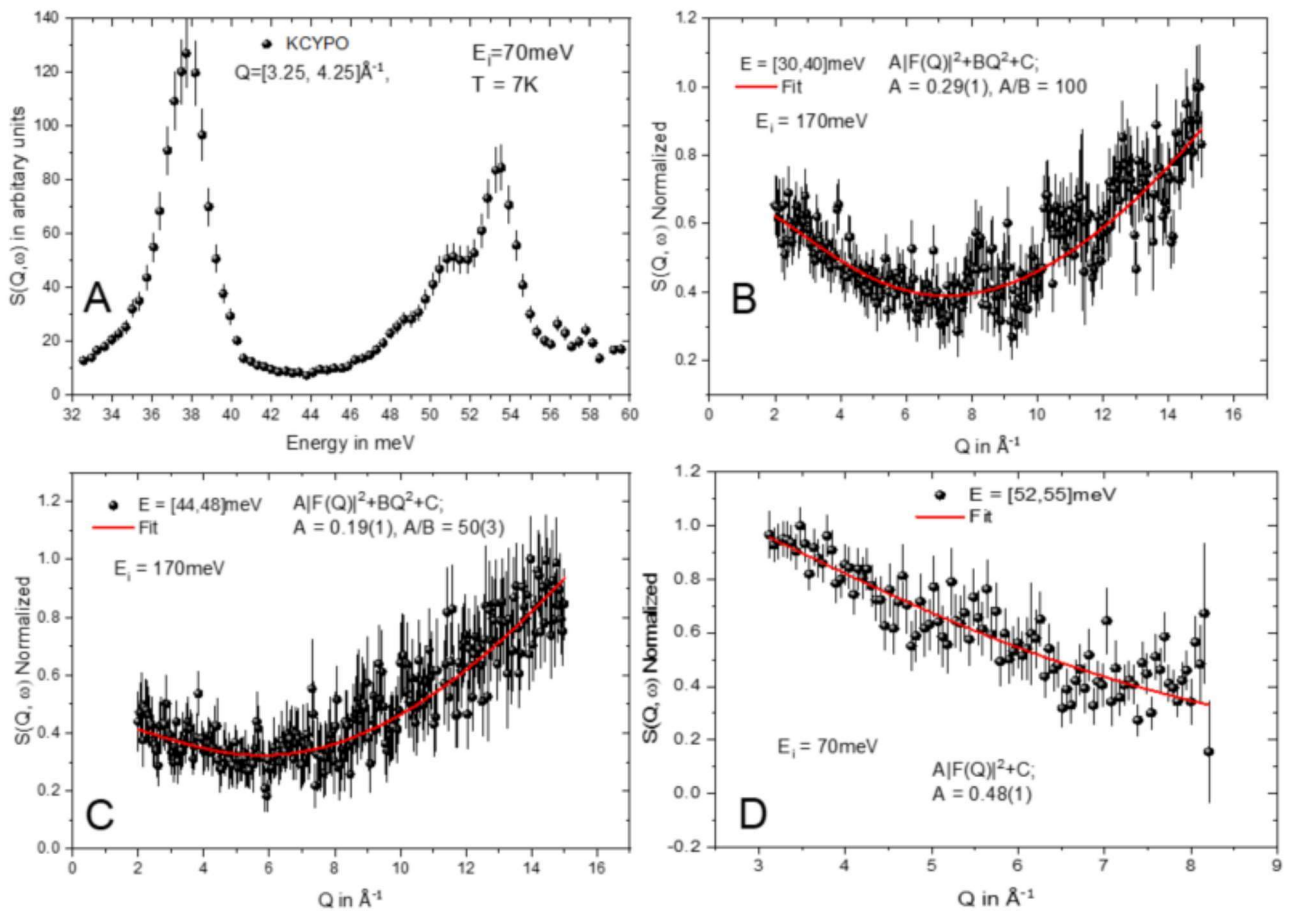 KCYPO
Q=[3.25, 4.25]Å⁻¹,
Eᵢ=70meV
T = 7K
A
S(Q,ω) in arbitary units
140
120
100
80
60
40
20
0
32 34 36 38 40 42 44 46 48 50 52 54 56 58 60
Energy in meV
E = [30,40]meV
Fit
A|F(Q)|²+BQ²+C;
A = 0.29(1), A/B = 100
Eᵢ = 170meV
B
S(Q, ω) Normalized
1.2
1.0
0.8
0.6
0.4
0.2
0 2 4 6 8 10 12 14 16
Q in Å⁻¹
E = [44,48]meV
Fit
A|F(Q)|²+BQ²+C;
A = 0.19(1), A/B = 50(3)
Eᵢ = 170meV
C
S(Q, ω) Normalized
1.2
1.0
0.8
0.6
0.4
0.2
0.0
0 2 4 6 8 10 12 14 16
Q in Å⁻¹
E = [52,55]meV
Fit
Eᵢ = 70meV
A|F(Q)|²+C;
A = 0.48(1)
D
S(Q, ω) Normalized
1.2
1.0
0.8
0.6
0.4
0.2
0.0
-0.2
3 4 5 6 7 8 9
Q in Å⁻¹